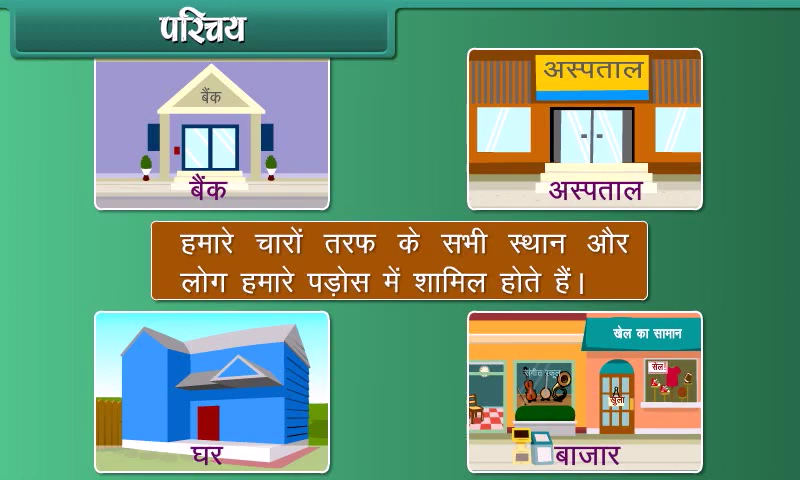 परिचय
बैंक
बैंक
अस्पताल
अस्पताल
हमारे चारों तरफ के सभी स्थान और
लोग हमारे पड़ोस में शामिल होते हैं।
घर
खेल का सामान
संगीत स्कूल
सेल!
खुला
बाजार